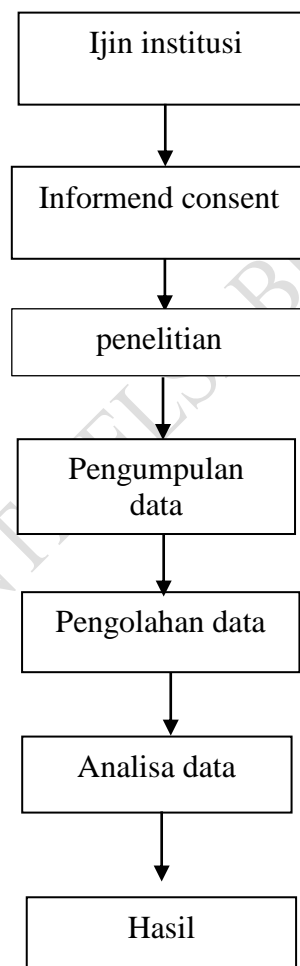 Ijin institusi
Informend consent
penelitian
Pengumpulan
data
Pengolahan data
Analisa data
Hasil